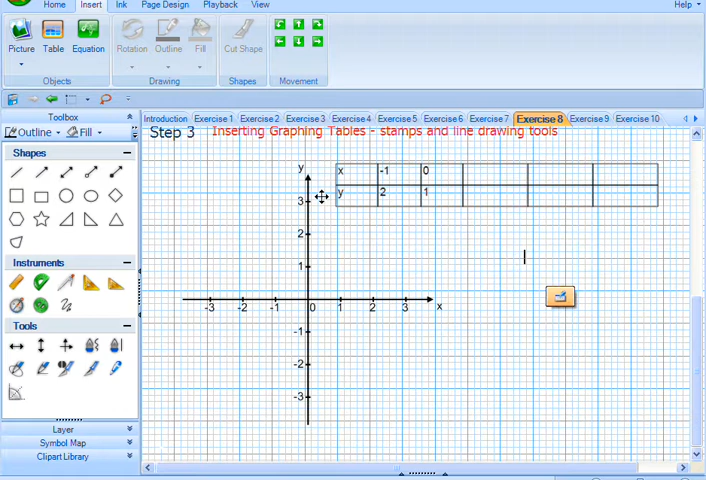 Home Insert Ink Page Design Playback View Help
Picture Table Equation Rotation Outline Fill Cut Shape
Objects Drawing Shapes Movement
Toolbox Introduction Exercise 1 Exercise 2 Exercise 3 Exercise 4 Exercise 5 Exercise 6 Exercise 7 Exercise 8 Exercise 9 Exercise 10
Outline Fill
Step 3 Inserting Graphing Tables - stamps and line drawing tools
Shapes
y x -1 0
y 2 1
3
2
Instruments
1
-3 -2 -1 0 1 2 3 x
Tools
-1
-2
-3
Layer
Symbol Map
Clipart Library